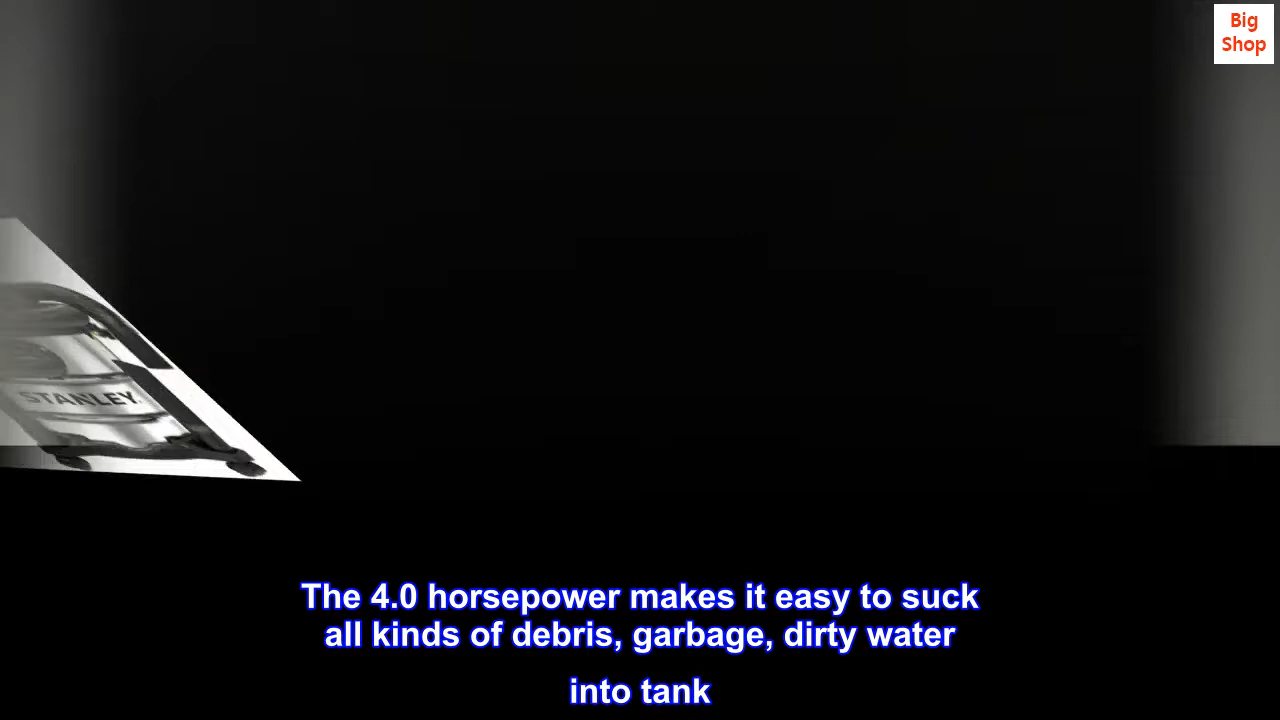 Big
Shop
STANLEY
The 4.0 horsepower makes it easy to suck
all kinds of debris, garbage, dirty water
into tank